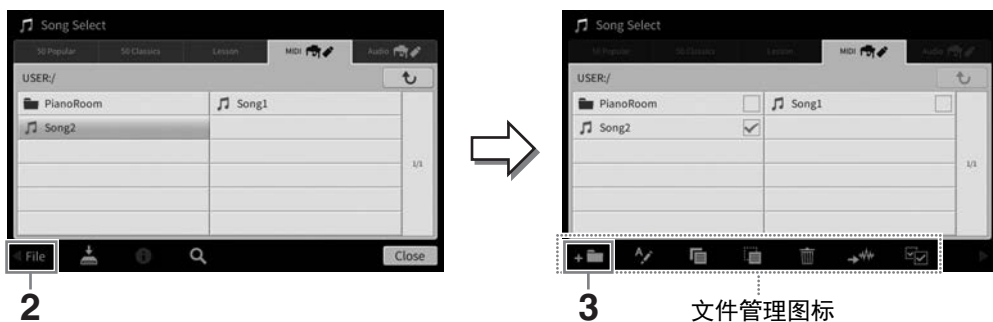 Song Select
50 Popular 50 Classics Lesson MIDI Audio
USER:/
PianoRoom Song1
Song2
1/1
File Close
2
Song Select
50 Popular 50 Classics Lesson MIDI Audio
USER:/
PianoRoom Song1
Song2
1/1
3
文件管理图标